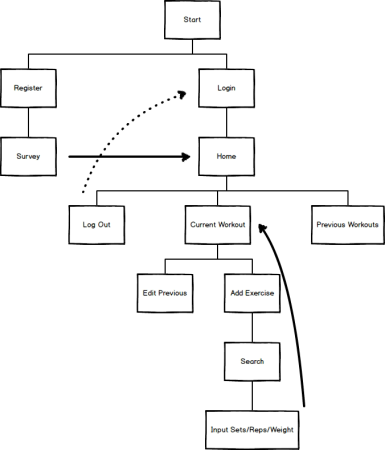 Start
Register
Login
Survey
Home
Log Out
Current Workout
Previous Workouts
Edit Previous
Add Exercise
Search
Input Sets/Reps/Weight